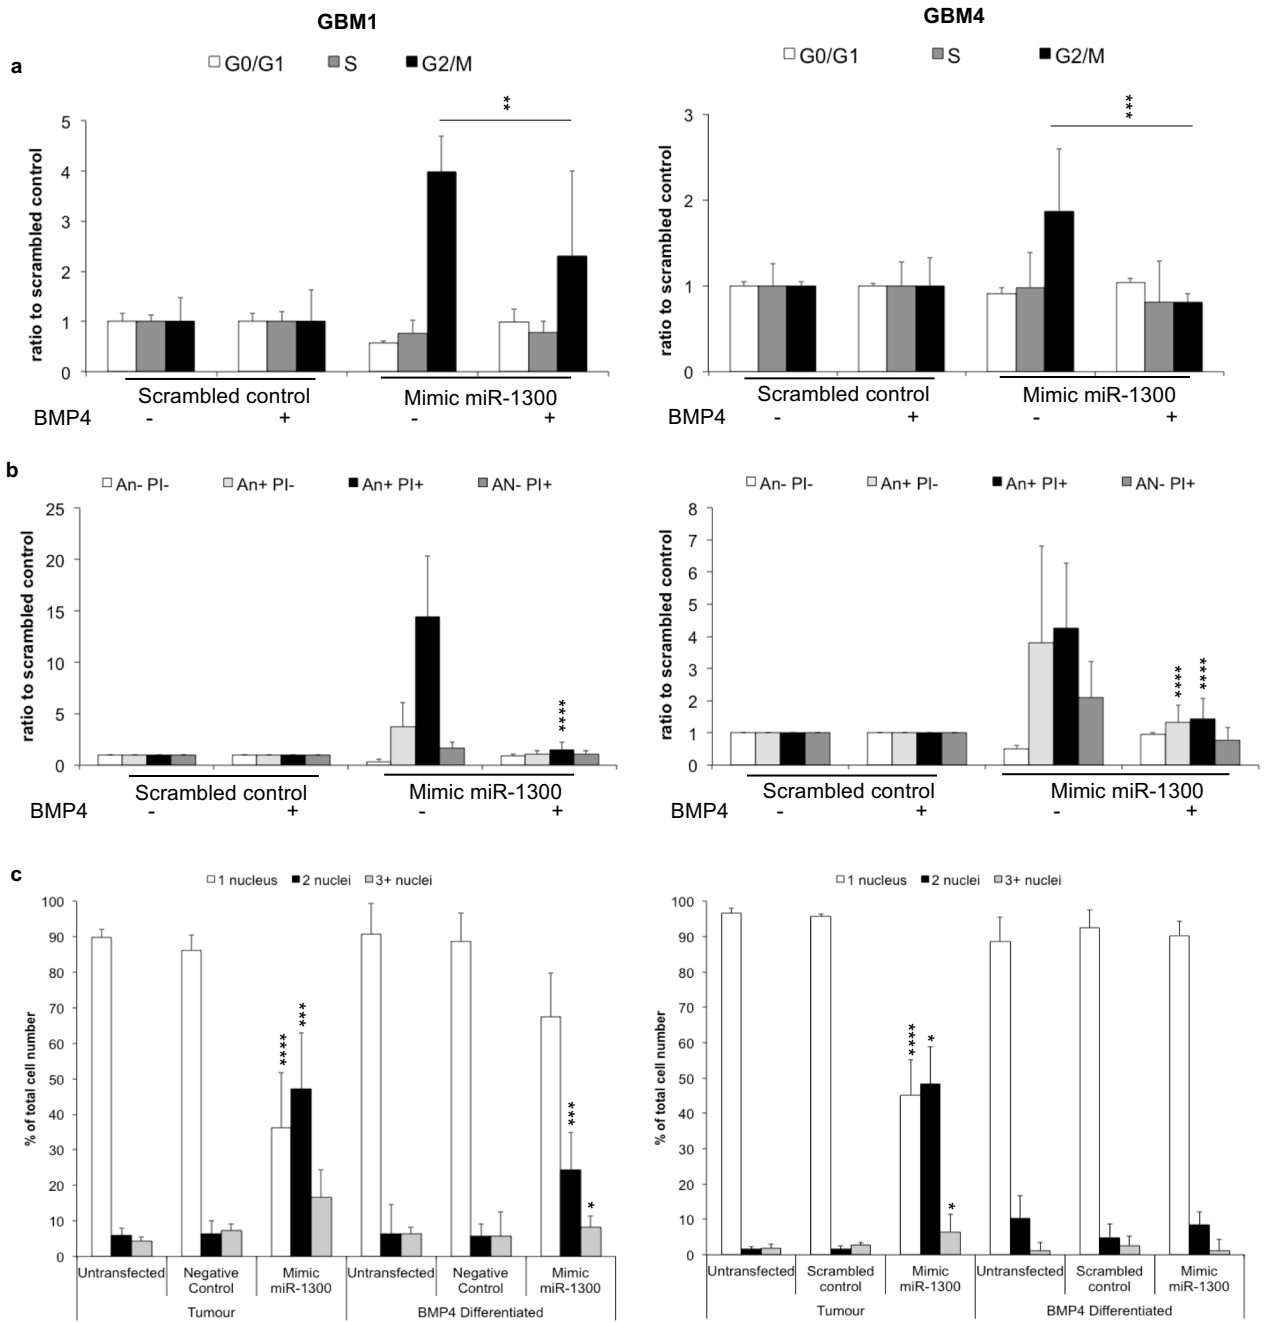 GBM1
GBM4
a
G0/G1 S G2/M
G0/G1 S G2/M
ratio to scrambled control
5
4
3
2
1
0
**
Scrambled control
Mimic miR-1300
BMP4 - + - +
ratio to scrambled control
3
2
1
0
***
Scrambled control
Mimic miR-1300
BMP4 - + - +
b
An- PI- An+ PI- An+ PI+ AN- PI+
An- PI- An+ PI- An+ PI+ AN- PI+
ratio to scrambled control
25
20
15
10
5
0
****
Scrambled control
Mimic miR-1300
BMP4 - + - +
ratio to scrambled control
8
7
6
5
4
3
2
1
0
**** ****
Scrambled control
Mimic miR-1300
BMP4 - + - +
c
1 nucleus 2 nuclei 3+ nuclei
1 nucleus 2 nuclei 3+ nuclei
% of total cell number
100
90
80
70
60
50
40
30
20
10
0
**** *** *** *
Untransfected
Negative
Control
Mimic
miR-1300
Untransfected
Negative
Control
Mimic
miR-1300
Tumour
BMP4 Differentiated
% of total cell number
100
90
80
70
60
50
40
30
20
10
0
**** * *
Untransfected
Scrambled
control
Mimic
miR-1300
Untransfected
Scrambled
control
Mimic
miR-1300
Tumour
BMP4 Differentiated